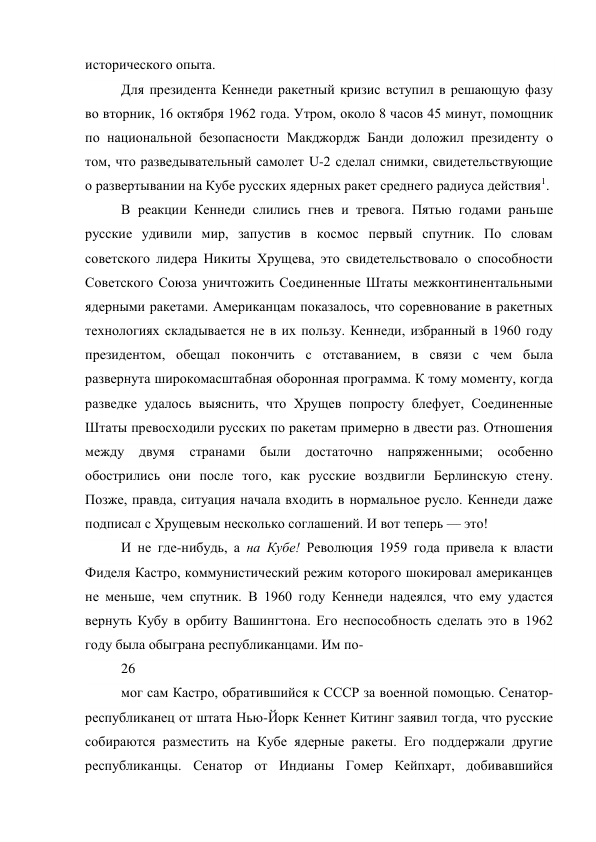 исторического опыта.
Для президента Кеннеди ракетный кризис вступил в решающую фазу
во вторник, 16 октября 1962 года. Утром, около 8 часов 45 минут, помощник
по национальной безопасности Макджордж Банди доложил президенту о
том, что разведывательный самолет U-2 сделал снимки, свидетельствующие
о развертывании на Кубе русских ядерных ракет среднего радиуса действия¹.
В реакции Кеннеди слились гнев и тревога. Пятью годами раньше
русские удивили мир, запустив в космос первый спутник. По словам
советского лидера Никиты Хрущева, это свидетельствовало о способности
Советского Союза уничтожить Соединенные Штаты межконтинентальными
ядерными ракетами. Американцам показалось, что соревнование в ракетных
технологиях складывается не в их пользу. Кеннеди, избранный в 1960 году
президентом, обещал покончить с отставанием, в связи с чем была
развернута широкомасштабная оборонная программа. К тому моменту, когда
разведке удалось выяснить, что Хрущев попросту блефует, Соединенные
Штаты превосходили русских по ракетам примерно в двести раз. Отношения
между двумя странами были достаточно напряженными; особенно
обострились они после того, как русские воздвигли Берлинскую стену.
Позже, правда, ситуация начала входить в нормальное русло. Кеннеди даже
подписал с Хрущевым несколько соглашений. И вот теперь — это!
И не где-нибудь, а на Кубе! Революция 1959 года привела к власти
Фиделя Кастро, коммунистический режим которого шокировал американцев
не меньше, чем спутник. В 1960 году Кеннеди надеялся, что ему удастся
вернуть Кубу в орбиту Вашингтона. Его неспособность сделать это в 1962
году была обыграна республиканцами. Им по-
26
мог сам Кастро, обратившийся к СССР за военной помощью. Сенатор-
республиканец от штата Нью-Йорк Кеннет Китинг заявил тогда, что русские
собираются разместить на Кубе ядерные ракеты. Его поддержали другие
республиканцы. Сенатор от Индианы Гомер Кейпхарт, добивавшийся